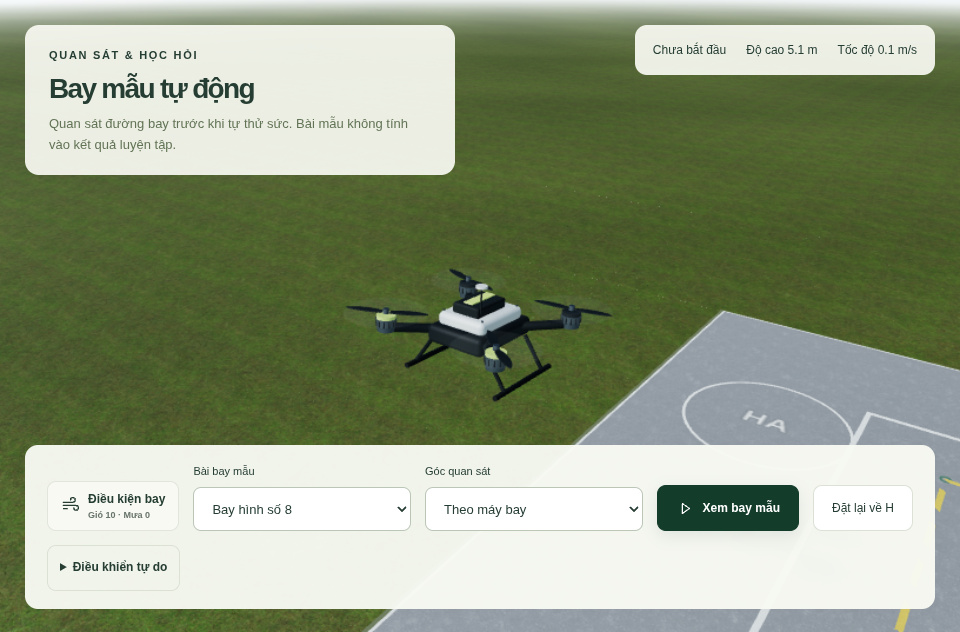 QUAN SÁT & HỌC HỎI
Bay mẫu tự động
Quan sát đường bay trước khi tự thử sức. Bài mẫu không tính
vào kết quả luyện tập.
Chưa bắt đầu Độ cao 5.1 m Tốc độ 0.1 m/s
HA
Điều kiện bay
Gió 10 · Mưa 0
Bài bay mẫu
Bay hình số 8
Góc quan sát
Theo máy bay
Xem bay mẫu
Đặt lại về H
Điều khiển tự do